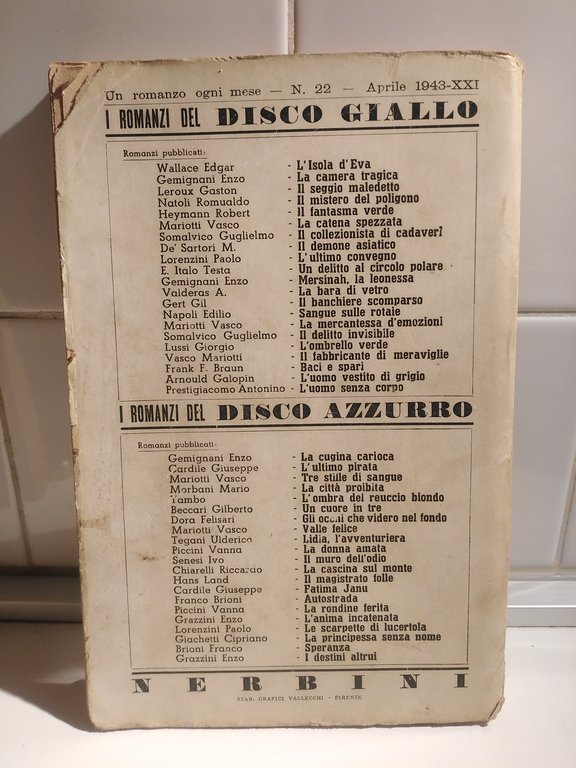 Un romanzo ogni mese — N. 22 — Aprile 1943-XXI
I ROMANZI DEL DISCO GIALLO
Romanzi pubblicati:
Wallace Edgar - L'Isola d'Eva
Gemignani Enzo - La camera tragica
Leroux Gaston - Il seggio maledetto
Natoli Romualdo - Il mistero del poligono
Heymann Robert - Il fantasma verde
Mariotti Vasco - La catena spezzata
Somalvico Guglielmo - Il collezionista di cadaveri
De' Sartori M. - Il demone asiatico
Lorenzini Paolo - L'ultimo convegno
E. Italo Testa - Un delitto al circolo polare
Gemignani Enzo - Mersinah, la leonessa
Valderas A. - La bara di vetro
Gert Gil - Il banchiere scomparso
Napoli Edilio - Sangue sulle rotaie
Mariotti Vasco - La mercantessa d'emozioni
Somalvico Guglielmo - Il delitto invisibile
Lussi Giorgio - L'ombrello verde
Vasco Mariotti - Il fabbricante di meraviglie
Frank F. Braun - Baci e spari
Arnould Galopin - L'uomo vestito di grigio
Prestigiacomo Antonino - L'uomo senza corpo
I ROMANZI DEL DISCO AZZURRO
Romanzi pubblicati:
Gemignani Enzo - La cugina carioca
Cardile Giuseppe - L'ultimo pirata
Mariotti Vasco - Tre stille di sangue
Morbani Mario - La città proibita
Tambo - L'ombra del reuccio biondo
Beccari Gilberto - Un cuore in tre
Dora Felisari - Gli occhi che videro nel fondo
Mariotti Vasco - Valle felice
Tegani Ulderico - Lidia, l'avventuriera
Piccini Vanna - La donna amata
Senesi Ivo - Il muro dell'odio
Chiarelli Riccardo - La cascina sul monte
Hans Land - Il magistrato folle
Cardile Giuseppe - Fatima Janu
Franco Brioni - Autostrada
Piccini Vanna - La rondine ferita
Grazzini Enzo - L'anima incatenata
Lorenzini Paolo - Le scarpette di lucertola
Giachetti Cipriano - La principessa senza nome
Brioni Franco - Speranza
Grazzini Enzo - I destini altrui
NERBINI
STAB. GRAFICI VALLECCHI - FIRENZE